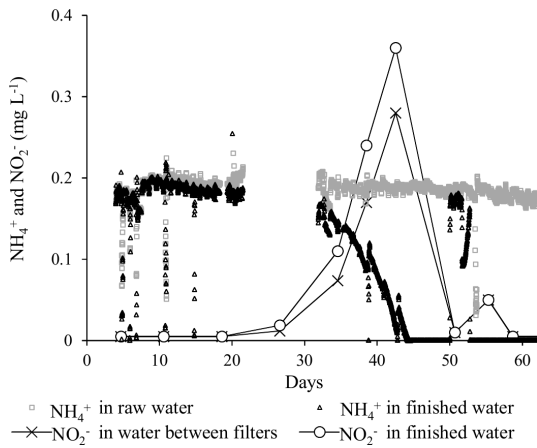 0.4
0.3
0.2
0.1
0
NH₄⁺ and NO₂⁻ (mg L⁻¹)
0 10 20 30 40 50 60
Days
NH₄⁺ in raw water
NH₄⁺ in finished water
NO₂⁻ in water between filters
NO₂⁻ in finished water